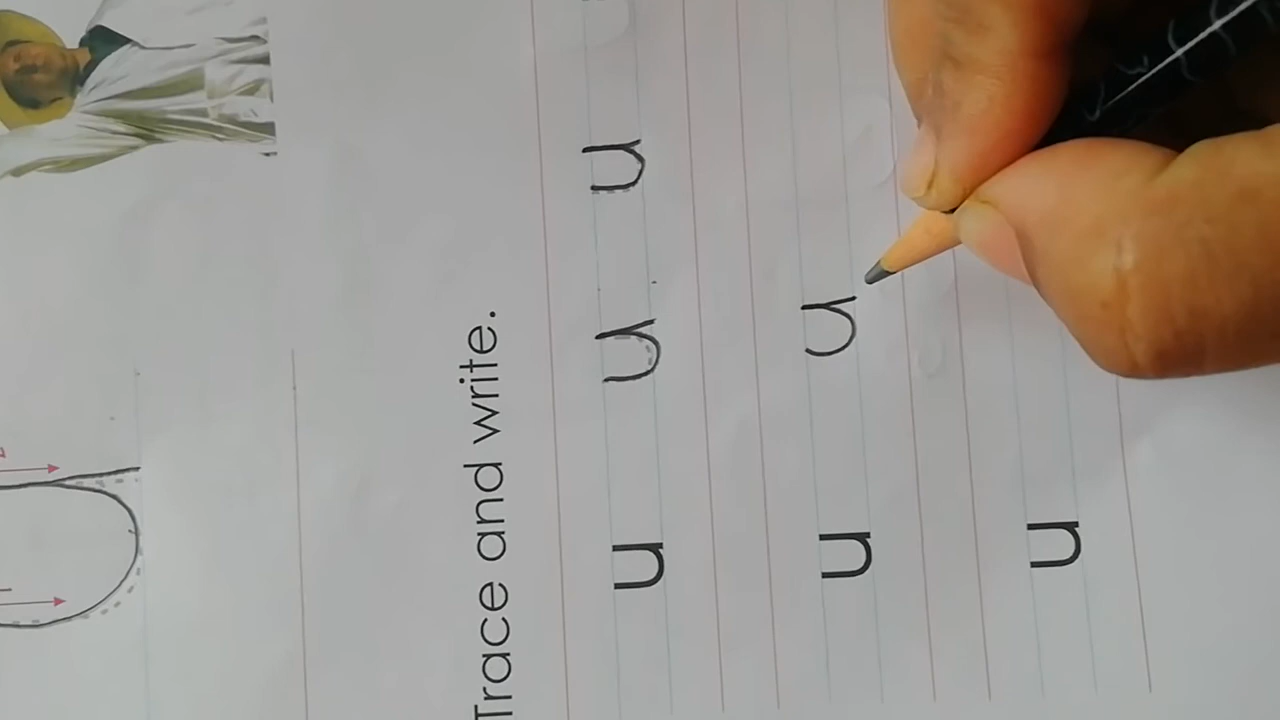 u
Trace and write.
u u u
u u
u